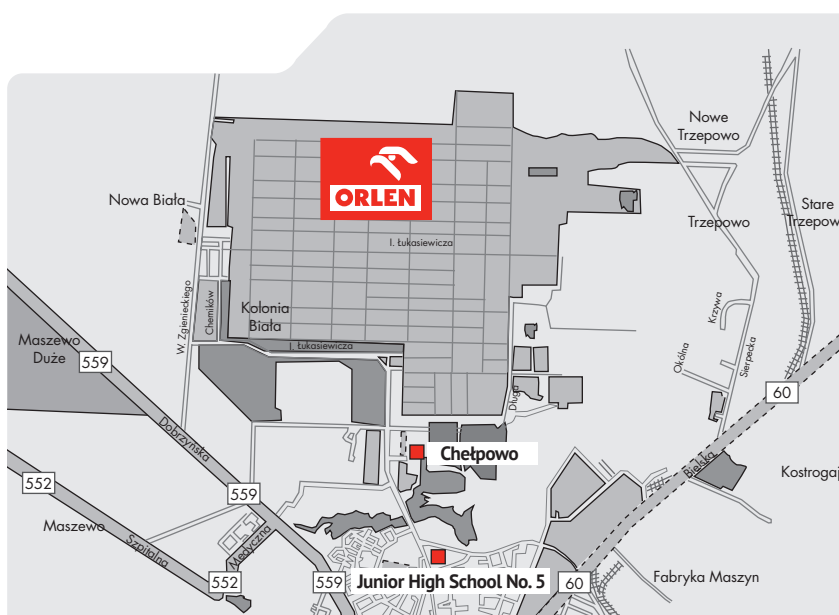 Nowe
Trzepowo
ORLEN
Nowa Biała
Trzepowo
Stare
Trzepow
I. Łukasiewicza
W. Zgienieckiego
Chemików
Kolonia
Biała
Krzywa
Maszewo
Duże
559
I. Łukasiewicza
Okólna
Sierpecka
60
Długa
Dobrzyńska
Chełpowo
Bielska
Kostrogaj
552
559
Maszewo
Szpitalna
Medyczna
552
559
Junior High School No. 5
60
Fabryka Maszyn